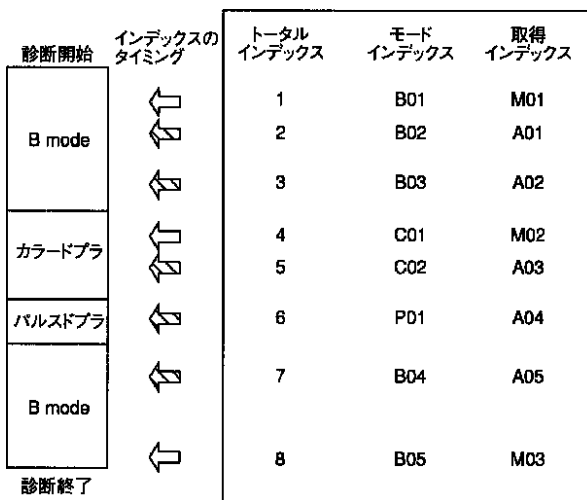 診断開始 インデックスのタイミング トータルインデックス モードインデックス 取得インデックス
B mode
1 B01 M01
2 B02 A01
3 B03 A02
カラードプラ
4 C01 M02
5 C02 A03
パルスドプラ 6 P01 A04
7 B04 A05
B mode
8 B05 M03
診断終了